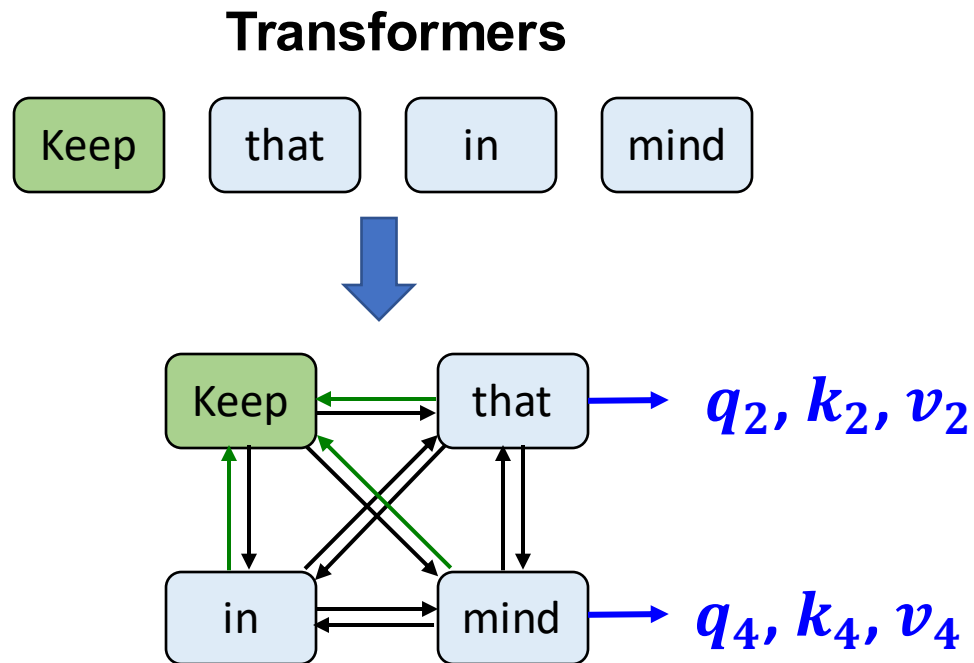 Transformers
Keep that in mind
Keep that q₂, k₂, v₂
in mind q₄, k₄, v₄